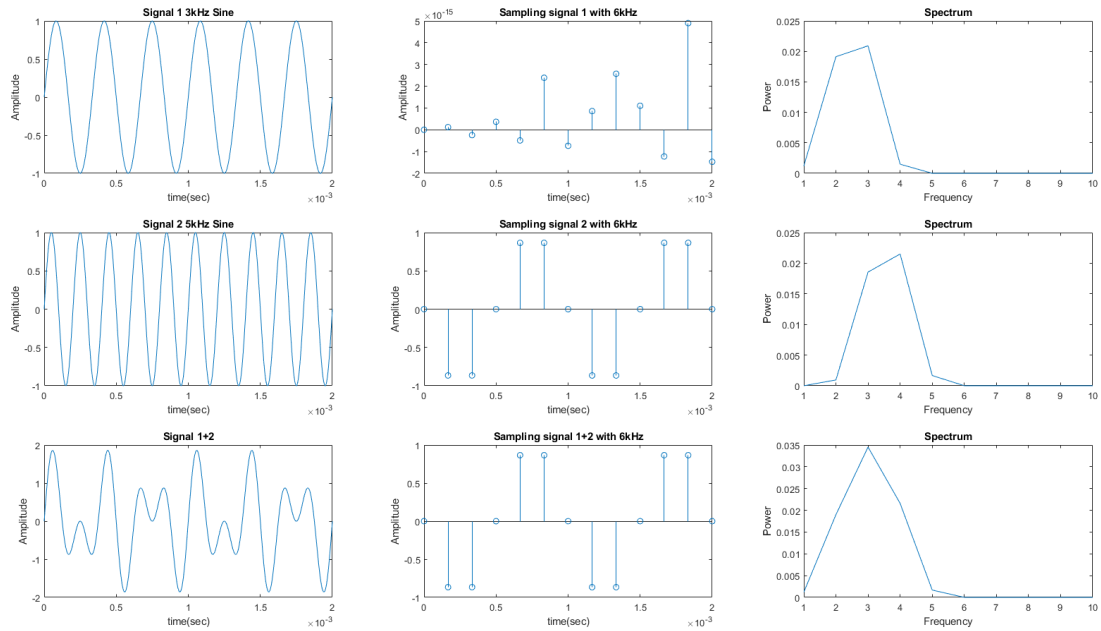 Signal 1 3kHz Sine
Amplitude
1
0.5
0
-0.5
-1
0 0.5 1 1.5 2
time(sec)
×10⁻³
Sampling signal 1 with 6kHz
×10⁻¹⁵
Amplitude
5
4
3
2
1
0
-1
-2
0 0.5 1 1.5 2
time(sec)
×10⁻³
Spectrum
Power
0.025
0.02
0.015
0.01
0.005
0
1 2 3 4 5 6 7 8 9 10
Frequency
Signal 2 5kHz Sine
Amplitude
1
0.5
0
-0.5
-1
0 0.5 1 1.5 2
time(sec)
×10⁻³
Sampling signal 2 with 6kHz
Amplitude
1
0.5
0
-0.5
-1
0 0.5 1 1.5 2
time(sec)
×10⁻³
Spectrum
Power
0.025
0.02
0.015
0.01
0.005
0
1 2 3 4 5 6 7 8 9 10
Frequency
Signal 1+2
Amplitude
2
1
0
-1
-2
0 0.5 1 1.5 2
time(sec)
×10⁻³
Sampling signal 1+2 with 6kHz
Amplitude
1
0.5
0
-0.5
-1
0 0.5 1 1.5 2
time(sec)
×10⁻³
Spectrum
Power
0.035
0.03
0.025
0.02
0.015
0.01
0.005
0
1 2 3 4 5 6 7 8 9 10
Frequency